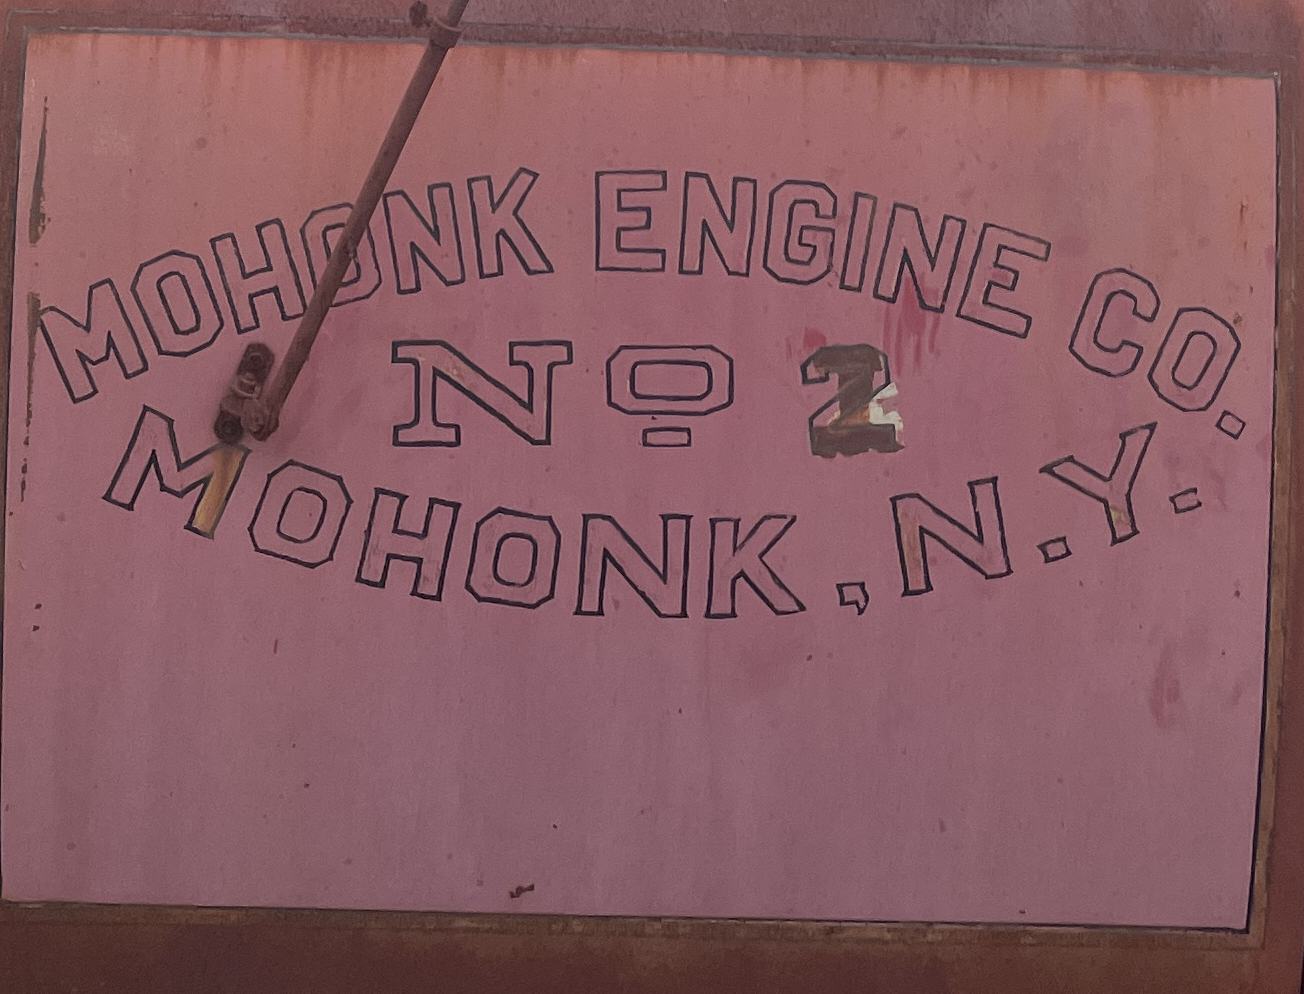 MOHONK ENGINE CO.
No 2
MOHONK, N.Y.